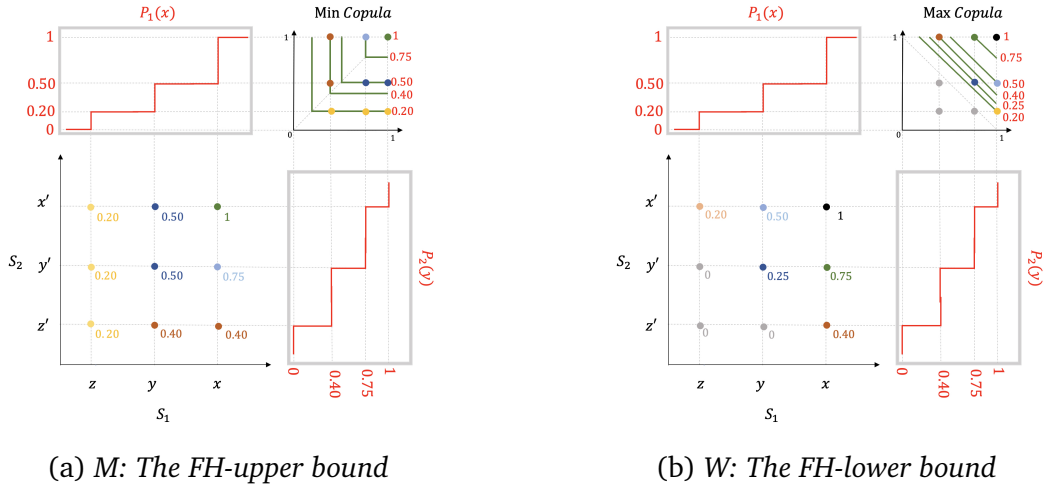 P₁(x)
Min Copula
1
0.50
0.20
0
1
0
1
1
0.75
0.50
0.40
0.20
x′
y′
z′
S₂
0.20
0.50
1
0.20
0.50
0.75
0.20
0.40
0.40
z
y
x
S₁
P₂(y)
0
0.40
0.75
1
(a) M: The FH-upper bound
P₁(x)
Max Copula
1
0.50
0.20
0
1
0
1
1
0.75
0.50
0.40
0.25
0.20
x′
y′
z′
S₂
0.20
0.50
1
0
0.25
0.75
0
0
0.40
z
y
x
S₁
P₂(y)
0
0.40
0.75
1
(b) W: The FH-lower bound